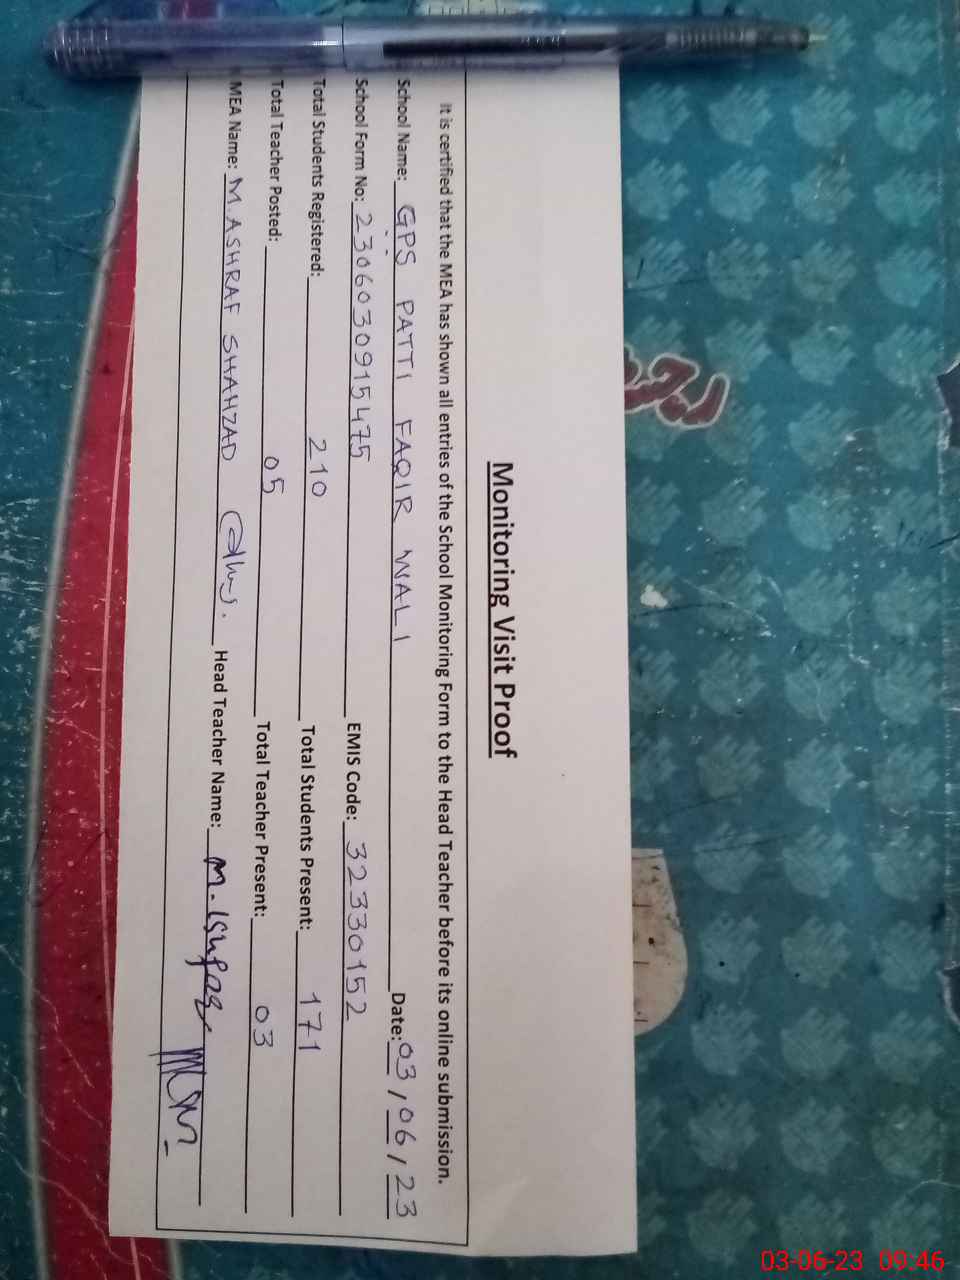 Monitoring Visit Proof
It is certified that the MEA has shown all entries of the School Monitoring Form to the Head Teacher before its online submission.
School Name: GPS PATTI FAQIR WALI Date: 03/06/23
School Form No: 2306030915475 EMIS Code: 32330152
Total Students Registered: 210 Total Students Present: 171
Total Teacher Posted: 05 Total Teacher Present: 03
MEA Name: M. ASHRAF SHAHZAD Head Teacher Name: M. Ishfaq
03-06-23 09:46